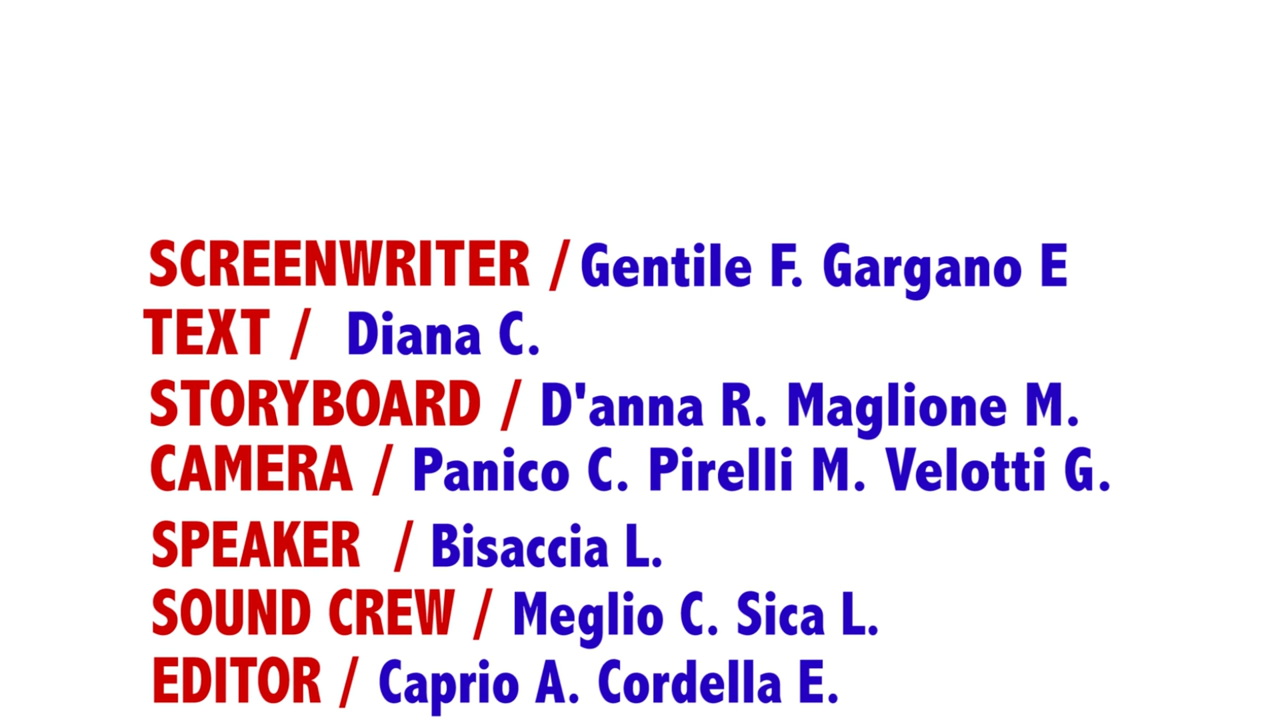 SCREENWRITER / Gentile F. Gargano E
TEXT / Diana C.
STORYBOARD / D'anna R. Maglione M.
CAMERA / Panico C. Pirelli M. Velotti G.
SPEAKER / Bisaccia L.
SOUND CREW / Meglio C. Sica L.
EDITOR / Caprio A. Cordella E.